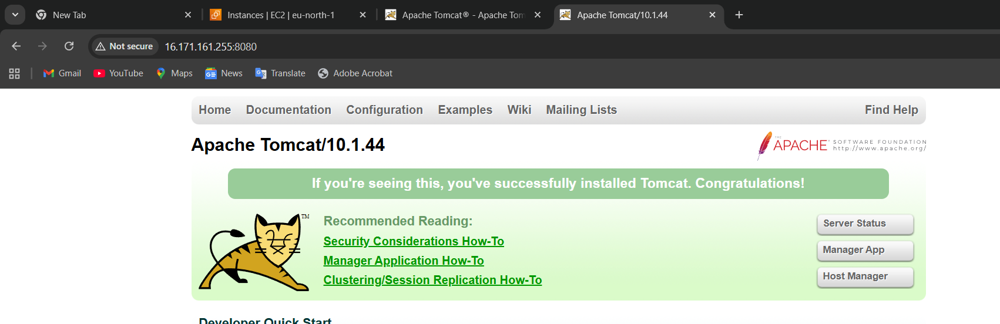 New Tab
Instances | EC2 | eu-north-1
Apache Tomcat® - Apache Tom
Apache Tomcat/10.1.44
Not secure
16.171.161.255:8080
Gmail
YouTube
Maps
News
Translate
Adobe Acrobat
Home Documentation Configuration Examples Wiki Mailing Lists Find Help
Apache Tomcat/10.1.44
THE
APACHE®
SOFTWARE FOUNDATION
http://www.apache.org/
If you're seeing this, you've successfully installed Tomcat. Congratulations!
TM
Recommended Reading:
Security Considerations How-To
Manager Application How-To
Clustering/Session Replication How-To
Server Status
Manager App
Host Manager
Developer Quick Start